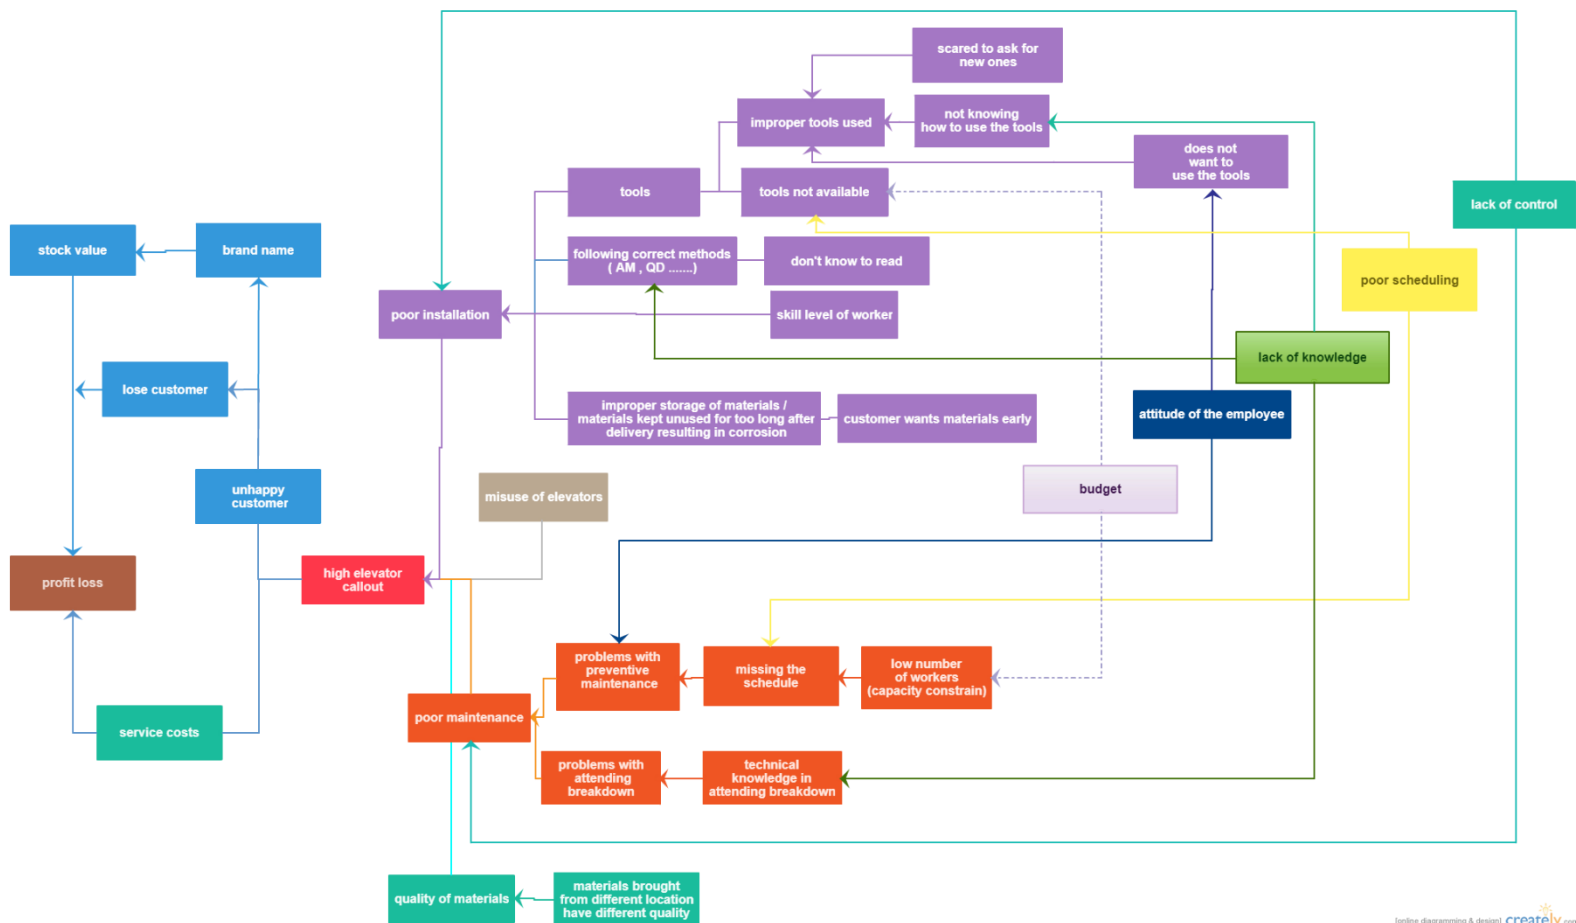 scared to ask for
new ones
improper tools used
not knowing
how to use the tools
does not
want to
use the tools
tools
tools not available
lack of control
stock value
brand name
following correct methods
( AM , QD .......)
don't know to read
poor scheduling
poor installation
skill level of worker
lack of knowledge
lose customer
improper storage of materials /
materials kept unused for too long after
delivery resulting in corrosion
customer wants materials early
attitude of the employee
unhappy
customer
misuse of elevators
budget
profit loss
high elevator
callout
problems with
preventive
maintenance
missing the
schedule
low number
of workers
(capacity constrain)
poor maintenance
service costs
problems with
attending
breakdown
technical
knowledge in
attending breakdown
quality of materials
materials brought
from different location
have different quality
[online diagramming & design] creately.com